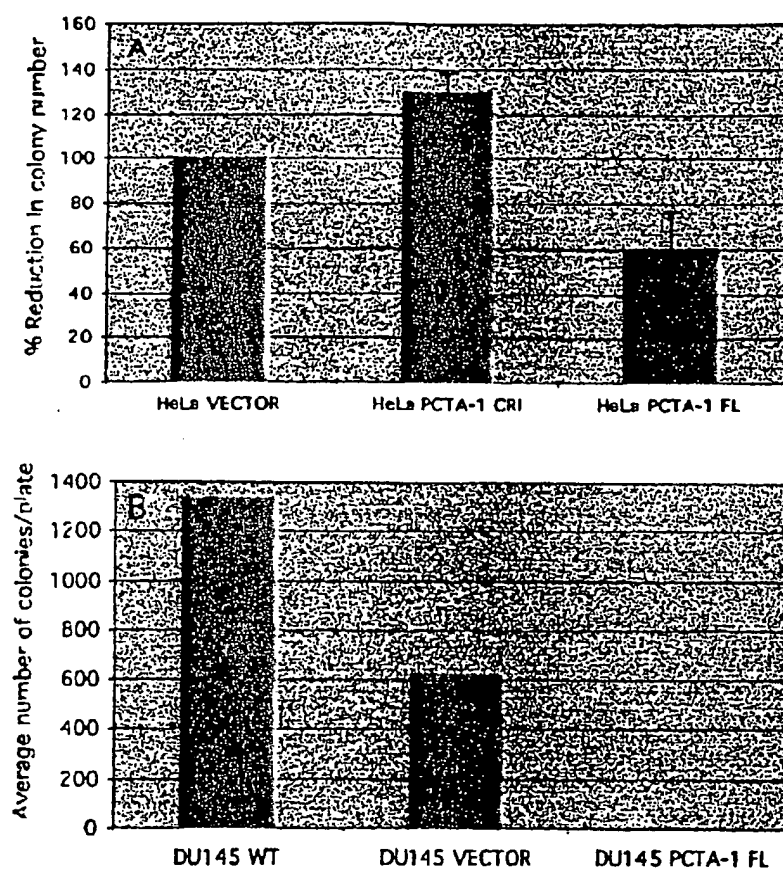 A
% Reduction in colony number
160
140
120
100
80
60
40
20
0
HeLa VECTOR
HeLa PCTA-1 CRI
HeLa PCTA-1 FL
B
Average number of colonies/plate
1400
1200
1000
800
600
400
200
0
DU145 WT
DU145 VECTOR
DU145 PCTA-1 FL